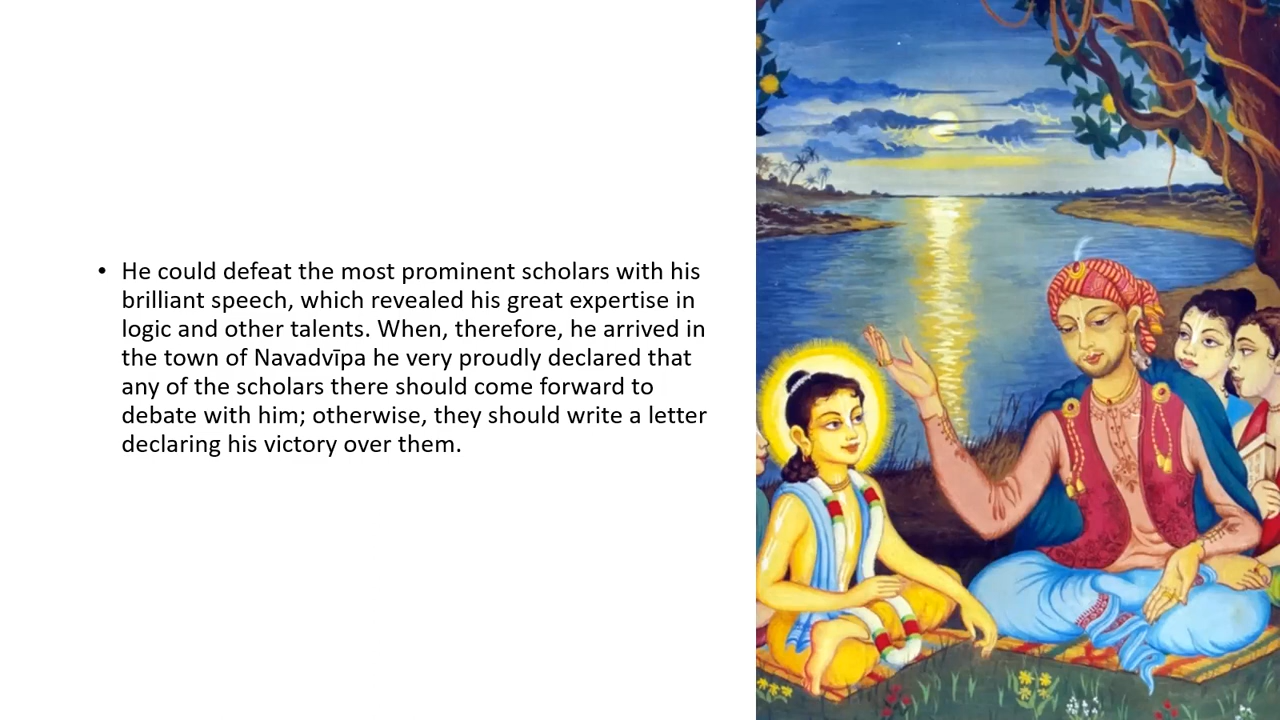 • He could defeat the most prominent scholars with his
brilliant speech, which revealed his great expertise in
logic and other talents. When, therefore, he arrived in
the town of Navadvīpa he very proudly declared that
any of the scholars there should come forward to
debate with him; otherwise, they should write a letter
declaring his victory over them.